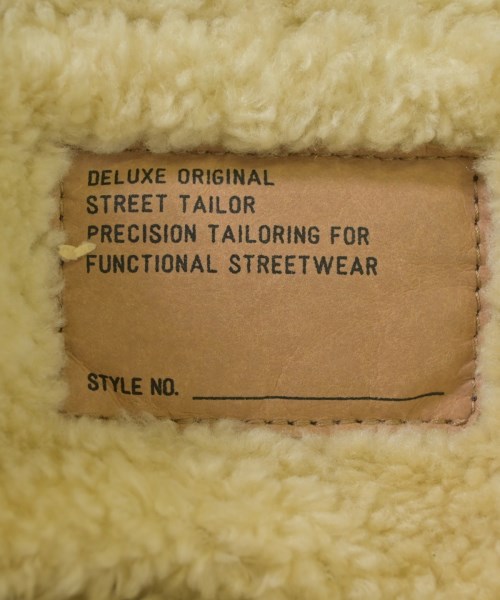 DELUXE ORIGINAL
STREET TAILOR
PRECISION TAILORING FOR
FUNCTIONAL STREETWEAR
STYLE NO.